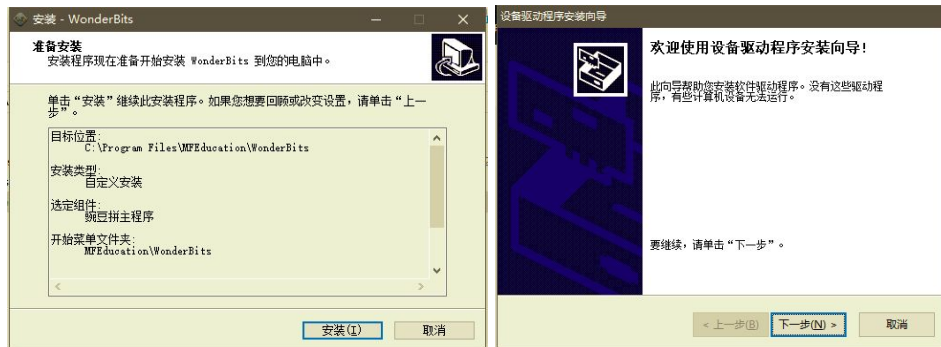 安装 - WonderBits
准备安装
安装程序现在准备开始安装 WonderBits 到您的电脑中。
单击“安装”继续此安装程序。如果您想要回顾或改变设置，请单击“上一
步”。
目标位置:
C:\Program Files\MFEducation\WonderBits
安装类型:
自定义安装
选定组件:
豌豆拼主程序
开始菜单文件夹:
MFEducation\WonderBits
安装(I)
取消
设备驱动程序安装向导
欢迎使用设备驱动程序安装向导!
此向导帮助您安装软件驱动程序。没有这些驱动程
序，有些计算机设备无法运行。
要继续，请单击“下一步”。
< 上一步(B)
下一步(N) >
取消